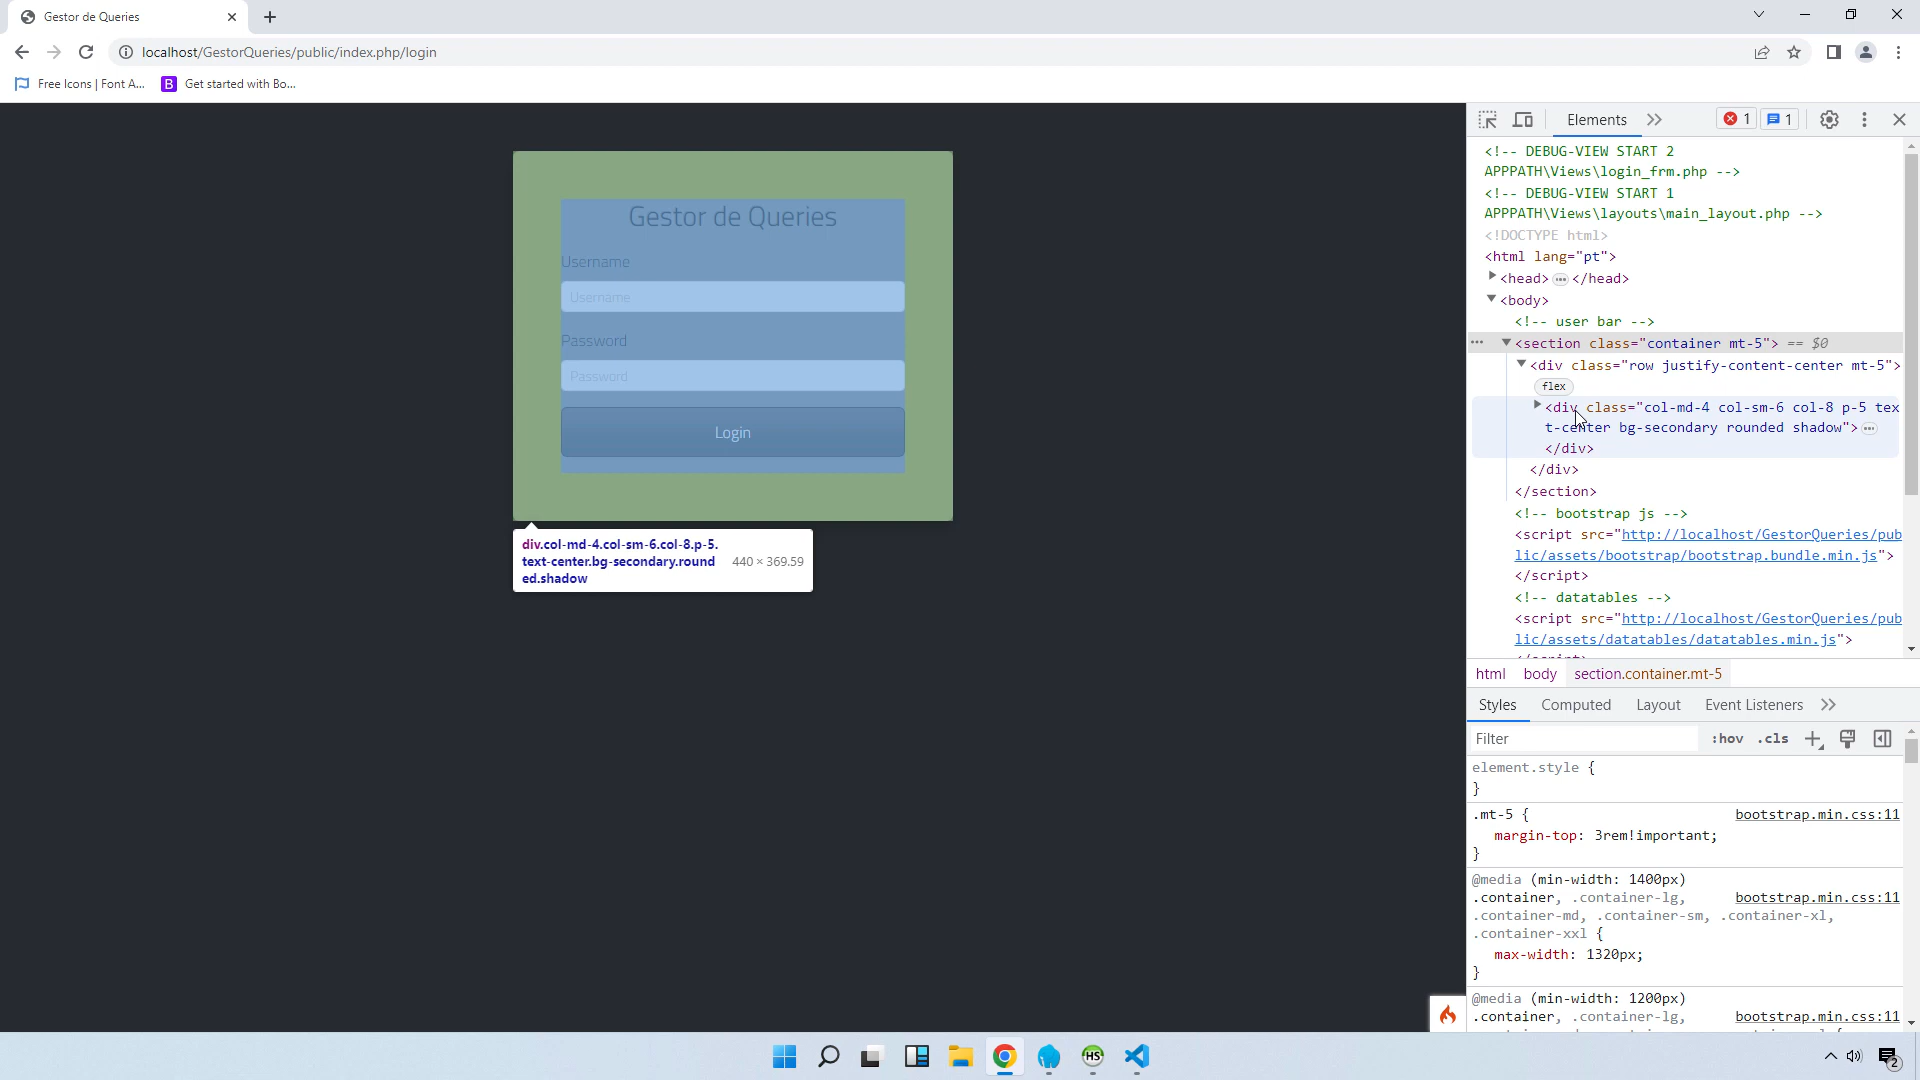 Gestor de Queries
localhost/GestorQueries/public/index.php/login
Free Icons | Font A...
B Get started with Bo...
Gestor de Queries
Username
Username
Password
Password
Login
div.col-md-4.col-sm-6.col-8.p-5.
text-center.bg-secondary.round
ed.shadow
440 × 369.59
Elements
1
1
<!-- DEBUG-VIEW START 2
APPPATH\Views\login_frm.php -->
<!-- DEBUG-VIEW START 1
APPPATH\Views\layouts\main_layout.php -->
<!DOCTYPE html>
<html lang="pt">
<head> ••• </head>
<body>
<!-- user bar -->
••• <section class="container mt-5"> == $0
<div class="row justify-content-center mt-5">
flex
<div class="col-md-4 col-sm-6 col-8 p-5 tex
t-center bg-secondary rounded shadow"> •••
</div>
</div>
</section>
<!-- bootstrap js -->
<script src="http://localhost/GestorQueries/pub
lic/assets/bootstrap/bootstrap.bundle.min.js">
</script>
<!-- datatables -->
<script src="http://localhost/GestorQueries/pub
lic/assets/datatables/datatables.min.js">
html body section.container.mt-5
Styles Computed Layout Event Listeners
Filter :hov .cls
element.style {
}
.mt-5 { bootstrap.min.css:11
margin-top: 3rem!important;
}
@media (min-width: 1400px)
.container, .container-lg, bootstrap.min.css:11
.container-md, .container-sm, .container-xl,
.container-xxl {
max-width: 1320px;
}
@media (min-width: 1200px)
.container, .container-lg, bootstrap.min.css:11
HS
2